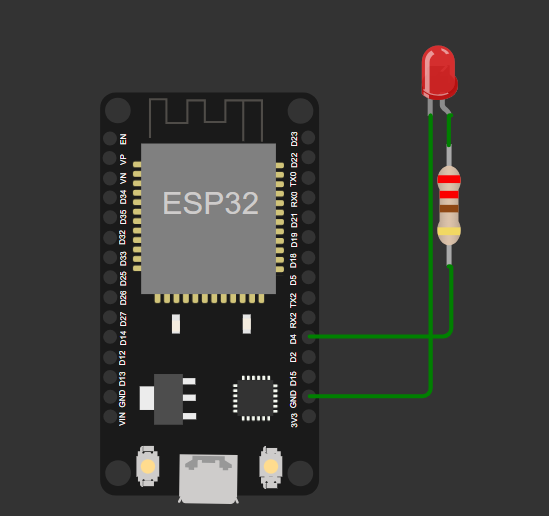 ESP32
EN
VP
VN
D34
D35
D32
D33
D25
D26
D27
D14
D12
D13
GND
VIN
D23
D22
TX0
RX0
D21
D19
D18
D5
TX2
RX2
D4
D2
D15
GND
3V3